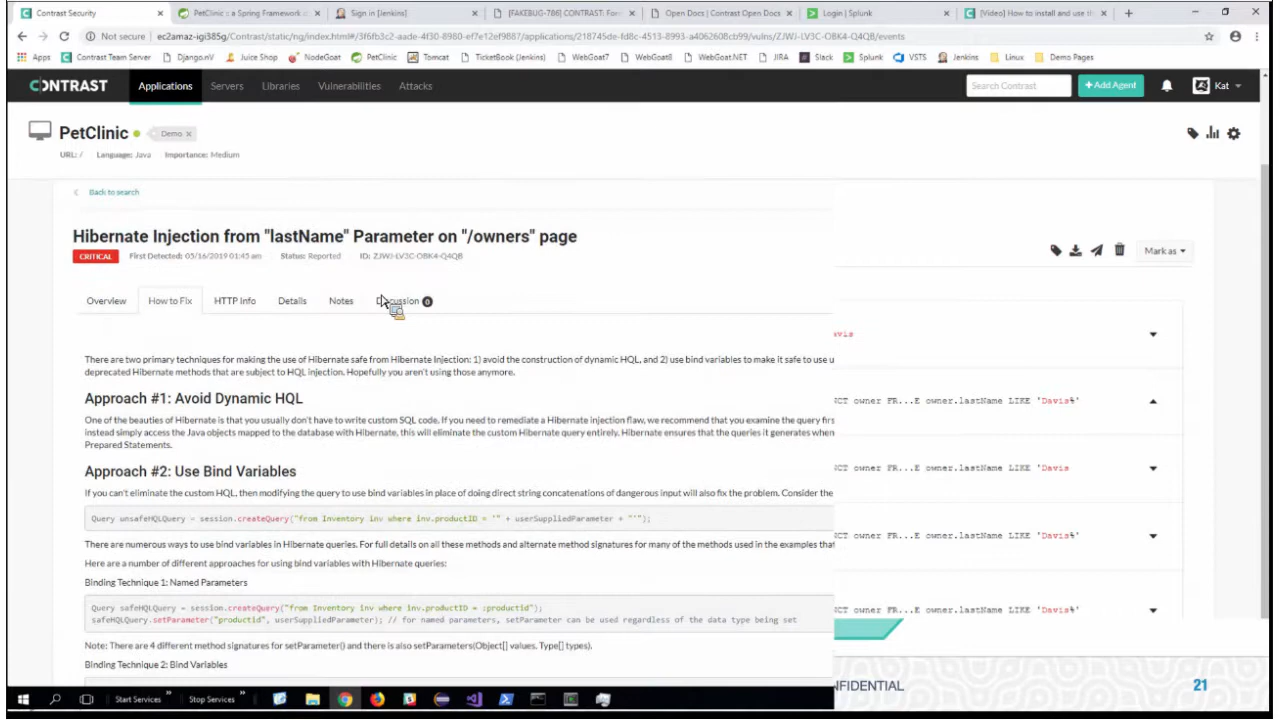 Contrast Security
PetClinic :: a Spring Framework
Sign in [Jenkins]
[FAKEBUG-786] CONTRAST: For
Open Docs | Contrast Open Docs
Login | Splunk
[Video] How to install and use th
Not secure | ec2amaz-igi385g/Contrast/static/ng/index.html#/3f6fb3c2-aade-4f30-8980-ef7e12ef9887/applications/218745de-fd8c-4513-8993-a4062608cb99/vulns/ZJWJ-LV3C-OBK4-Q4QB/events
Apps Contrast Team Server Django.nV Juice Shop NodeGoat PetClinic Tomcat TicketBook (Jenkins) WebGoat7 WebGoat8 WebGoat.NET JIRA Slack Splunk VSTS Jenkins Linux Demo Pages
CONTRAST Applications Servers Libraries Vulnerabilities Attacks Search Contrast +Add Agent Kat
PetClinic Demo ×
URL: / Language: Java Importance: Medium
Back to search
Hibernate Injection from "lastName" Parameter on "/owners" page
CRITICAL First Detected: 05/16/2019 01:45 am Status: Reported ID: ZJWJ-LV3C-OBK4-Q4QB
Mark as
Overview How to Fix HTTP Info Details Notes 0
avis
There are two primary techniques for making the use of Hibernate safe from Hibernate Injection: 1) avoid the construction of dynamic HQL, and 2) use bind variables to make it safe to use u
deprecated Hibernate methods that are subject to HQL injection. Hopefully you aren't using those anymore.
Approach #1: Avoid Dynamic HQL
CT owner FR...E owner.lastName LIKE 'Davis%'
One of the beauties of Hibernate is that you usually don't have to write custom SQL code. If you need to remediate a Hibernate injection flaw, we recommend that you examine the query firs
instead simply access the Java objects mapped to the database with Hibernate, this will eliminate the custom Hibernate query entirely. Hibernate ensures that the queries it generates when
Prepared Statements.
Approach #2: Use Bind Variables
CT owner FR...E owner.lastName LIKE 'Davis
If you can't eliminate the custom HQL, then modifying the query to use bind variables in place of doing direct string concatenations of dangerous input will also fix the problem. Consider the
Query unsafeHQLQuery = session.createQuery("from Inventory inv where inv.productID = '" + userSuppliedParameter + "'");
CT owner FR...E owner.lastName LIKE 'Davis%'
There are numerous ways to use bind variables in Hibernate queries. For full details on all these methods and alternate method signatures for many of the methods used in the examples that
Here are a number of different approaches for using bind variables with Hibernate queries:
Binding Technique 1: Named Parameters
Query safeHQLQuery = session.createQuery("from Inventory inv where inv.productID = :productid");
safeHQLQuery.setParameter("productid", userSuppliedParameter); // for named parameters, setParameter can be used regardless of the data type being set
CT owner FR...E owner.lastName LIKE 'Davis%'
Note: There are 4 different method signatures for setParameter() and there is also setParameters(Object[] values, Type[] types).
Binding Technique 2: Bind Variables
Start Services Stop Services
FIDENTIAL
21